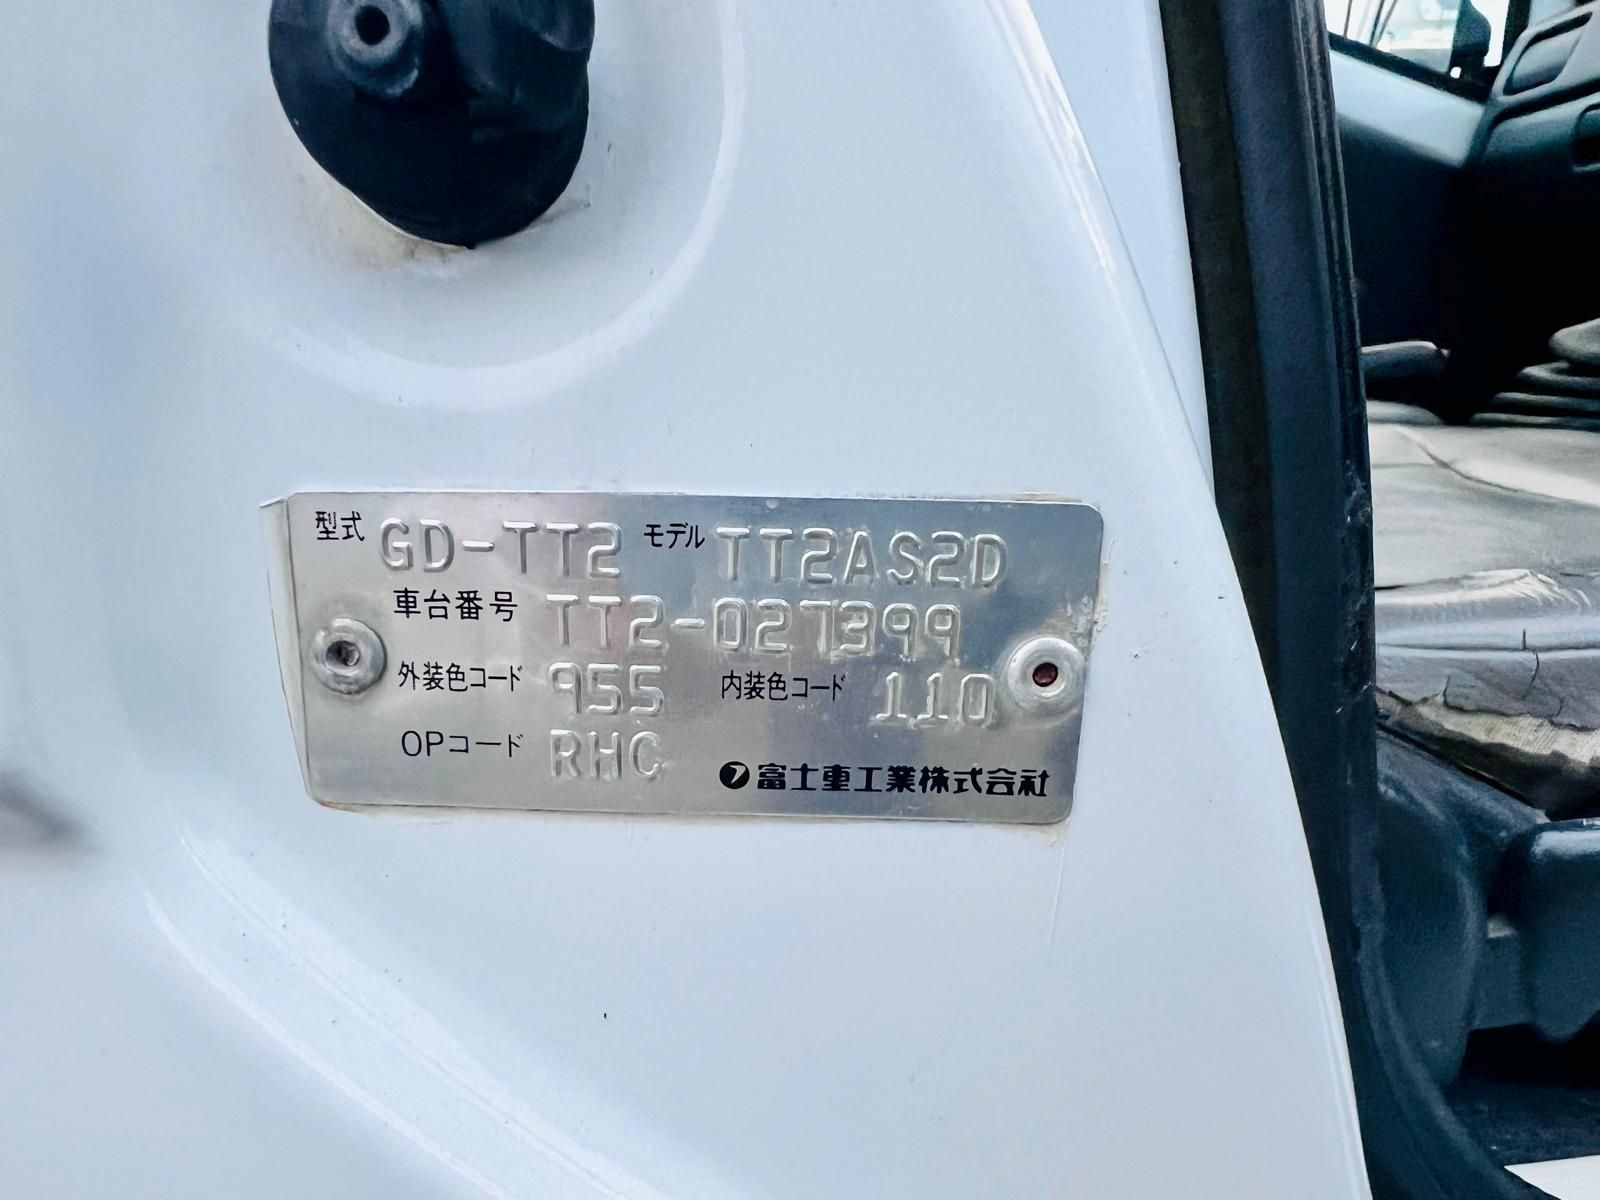 型式 GD-TT2 モデル TT2AS2D
車台番号 TT2-027399
外装色コード 955 内装色コード 110
OPコード RHC
富士重工業株式会社